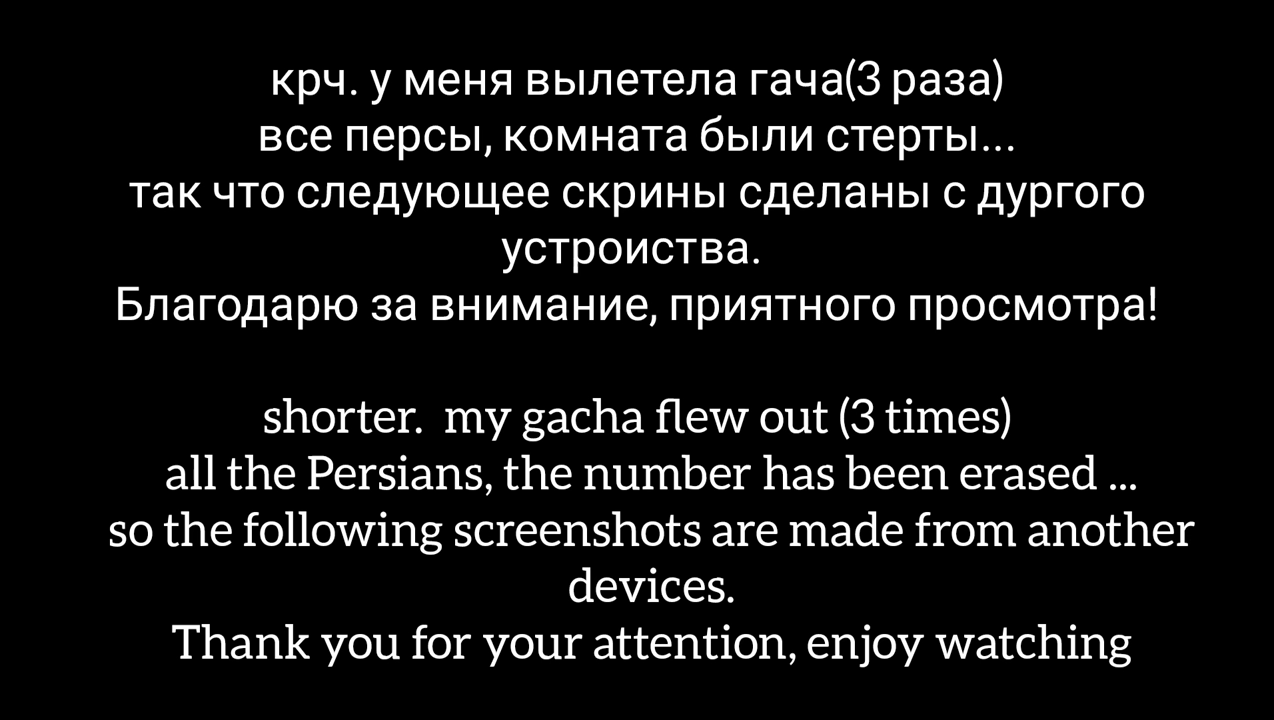 крч. у меня вылетела гача(3 раза)
все персы, комната были стерты...
так что следующее скрины сделаны с дургого
устроиства.
Благодарю за внимание, приятного просмотра!
shorter. my gacha flew out (3 times)
all the Persians, the number has been erased ...
so the following screenshots are made from another
devices.
Thank you for your attention, enjoy watching